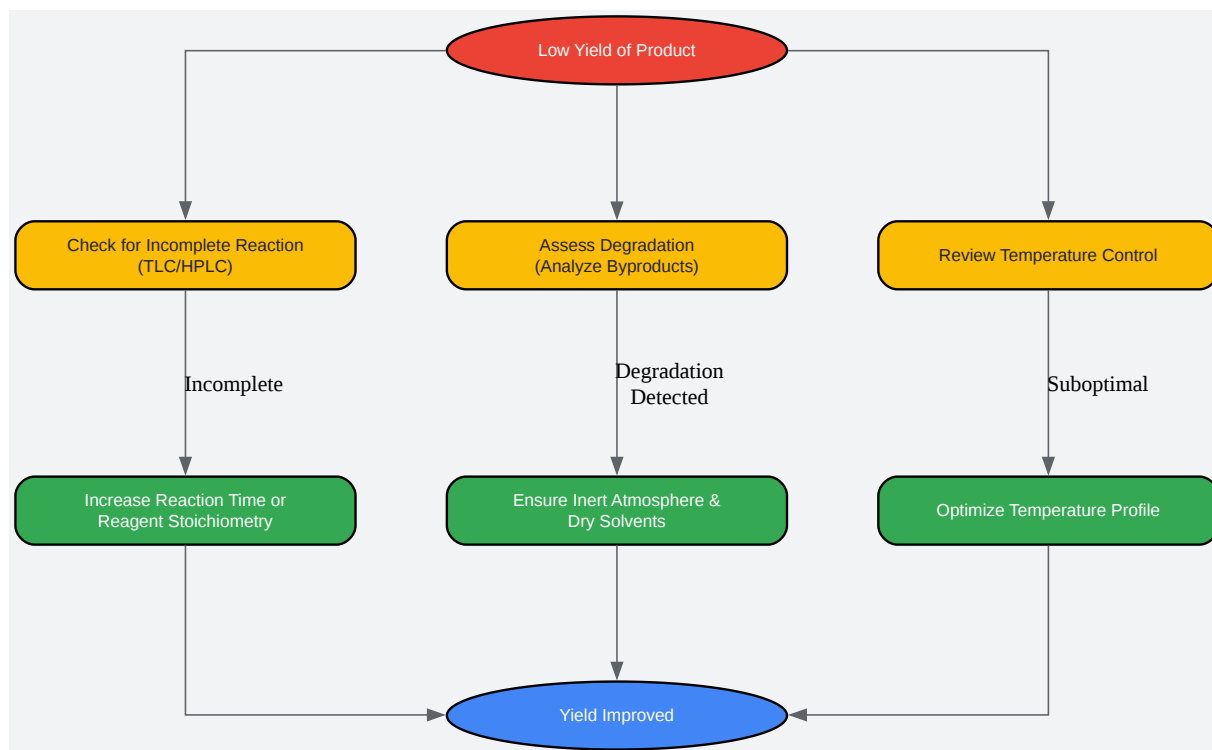 Low Yield of Product
Check for Incomplete Reaction
(TLC/HPLC)
Assess Degradation
(Analyze Byproducts)
Review Temperature Control
Incomplete
Degradation
Detected
Suboptimal
Increase Reaction Time or
Reagent Stoichiometry
Ensure Inert Atmosphere &
Dry Solvents
Optimize Temperature Profile
Yield Improved